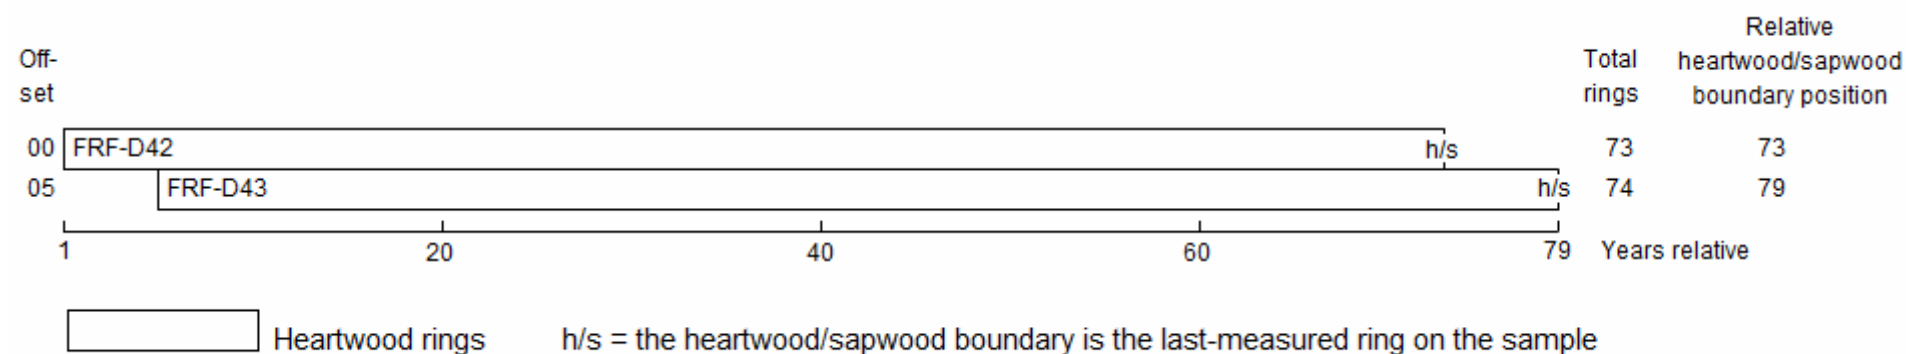 Relative
Off-
Total
heartwood/sapwood
set
rings
boundary position
00 FRF-D42 h/s 73 73
05 FRF-D43 h/s 74 79
1 20 40 60 79 Years relative
Heartwood rings h/s = the heartwood/sapwood boundary is the last-measured ring on the sample